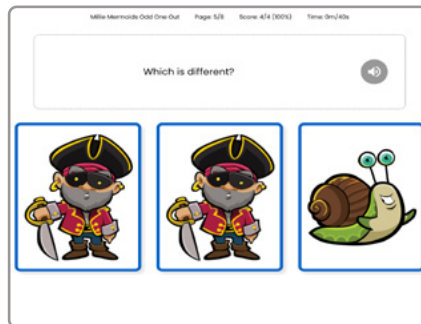 Millie Mermaids Odd One Out Page: 5/8 Score: 4/4 (100%) Time: 0m/40s
Which is different?